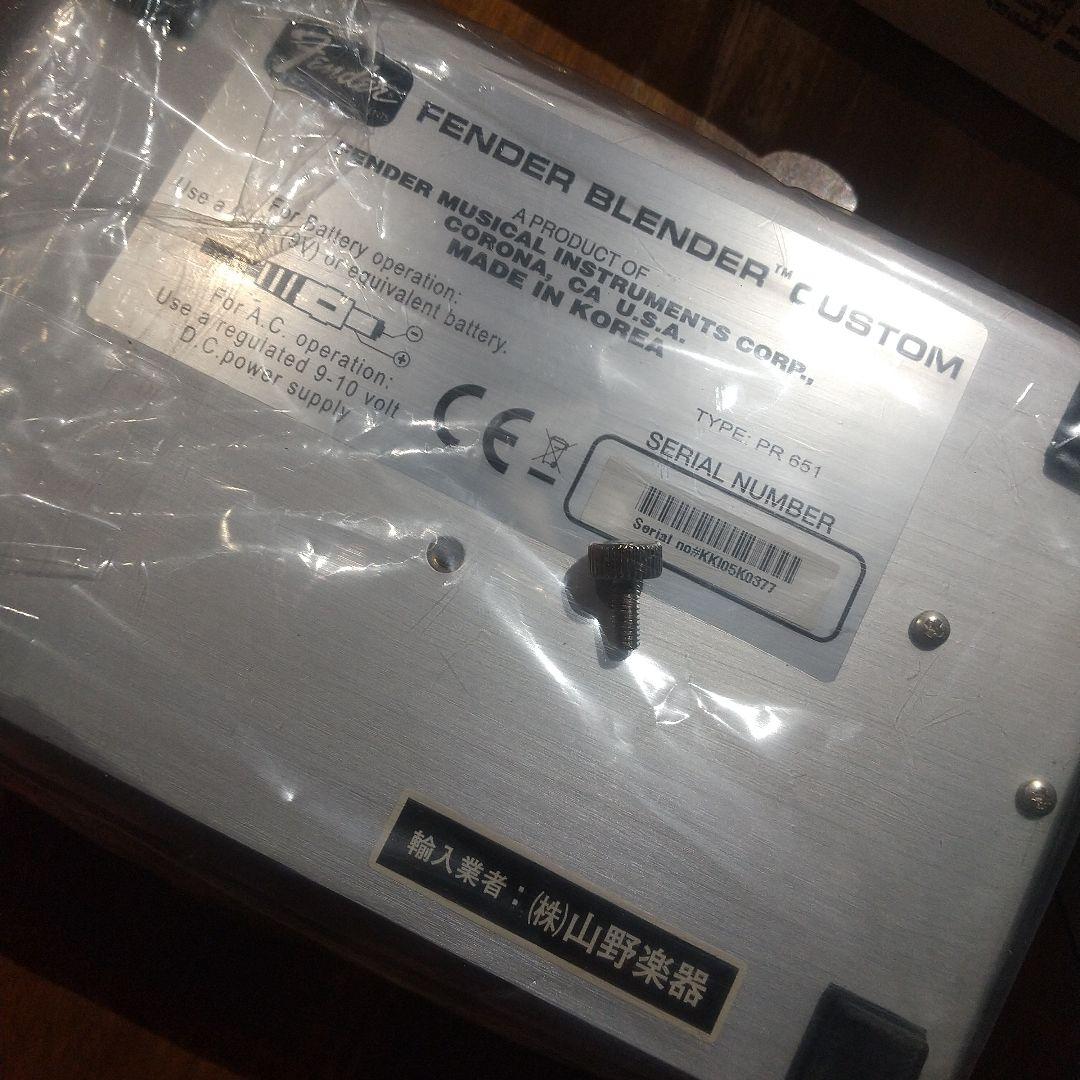 Fender
FENDER BLENDER™ CUSTOM
A PRODUCT OF
FENDER MUSICAL INSTRUMENTS CORP.,
CORONA, CA U.S.A.
MADE IN KOREA
For Battery operation:
Use a (9V) or equivalent battery.
For A.C. operation:
Use a regulated 9-10 volt
D.C. power supply
CE
TYPE: PR 651
SERIAL NUMBER
Serial no#KKI05K0377
輸入業者：(株)山野楽器